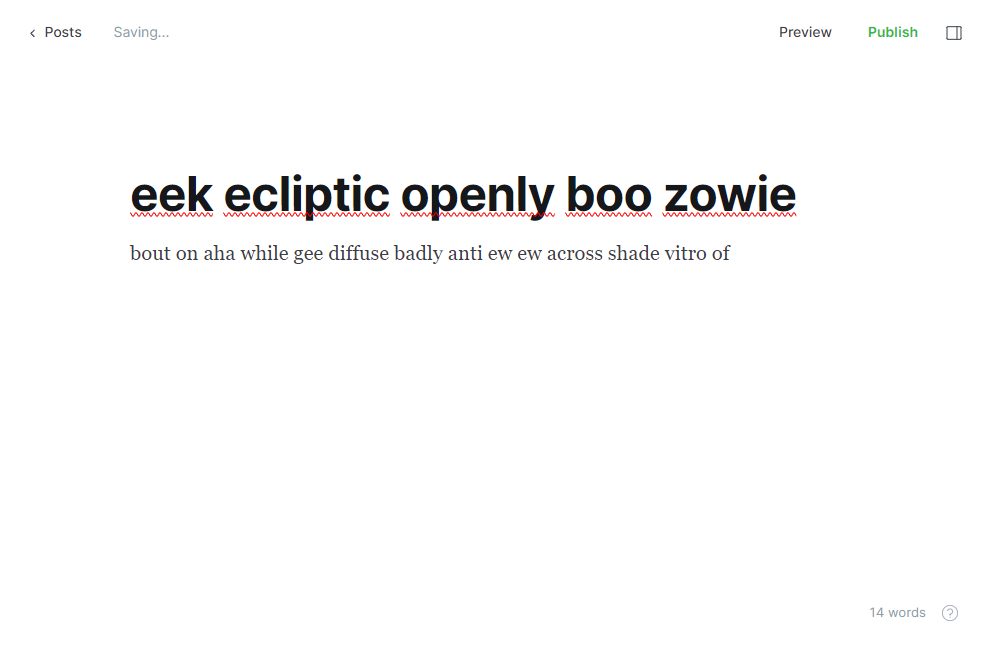 Posts
Saving...
Preview
Publish
eek ecliptic openly boo zowie
bout on aha while gee diffuse badly anti ew ew across shade vitro of
14 words
?